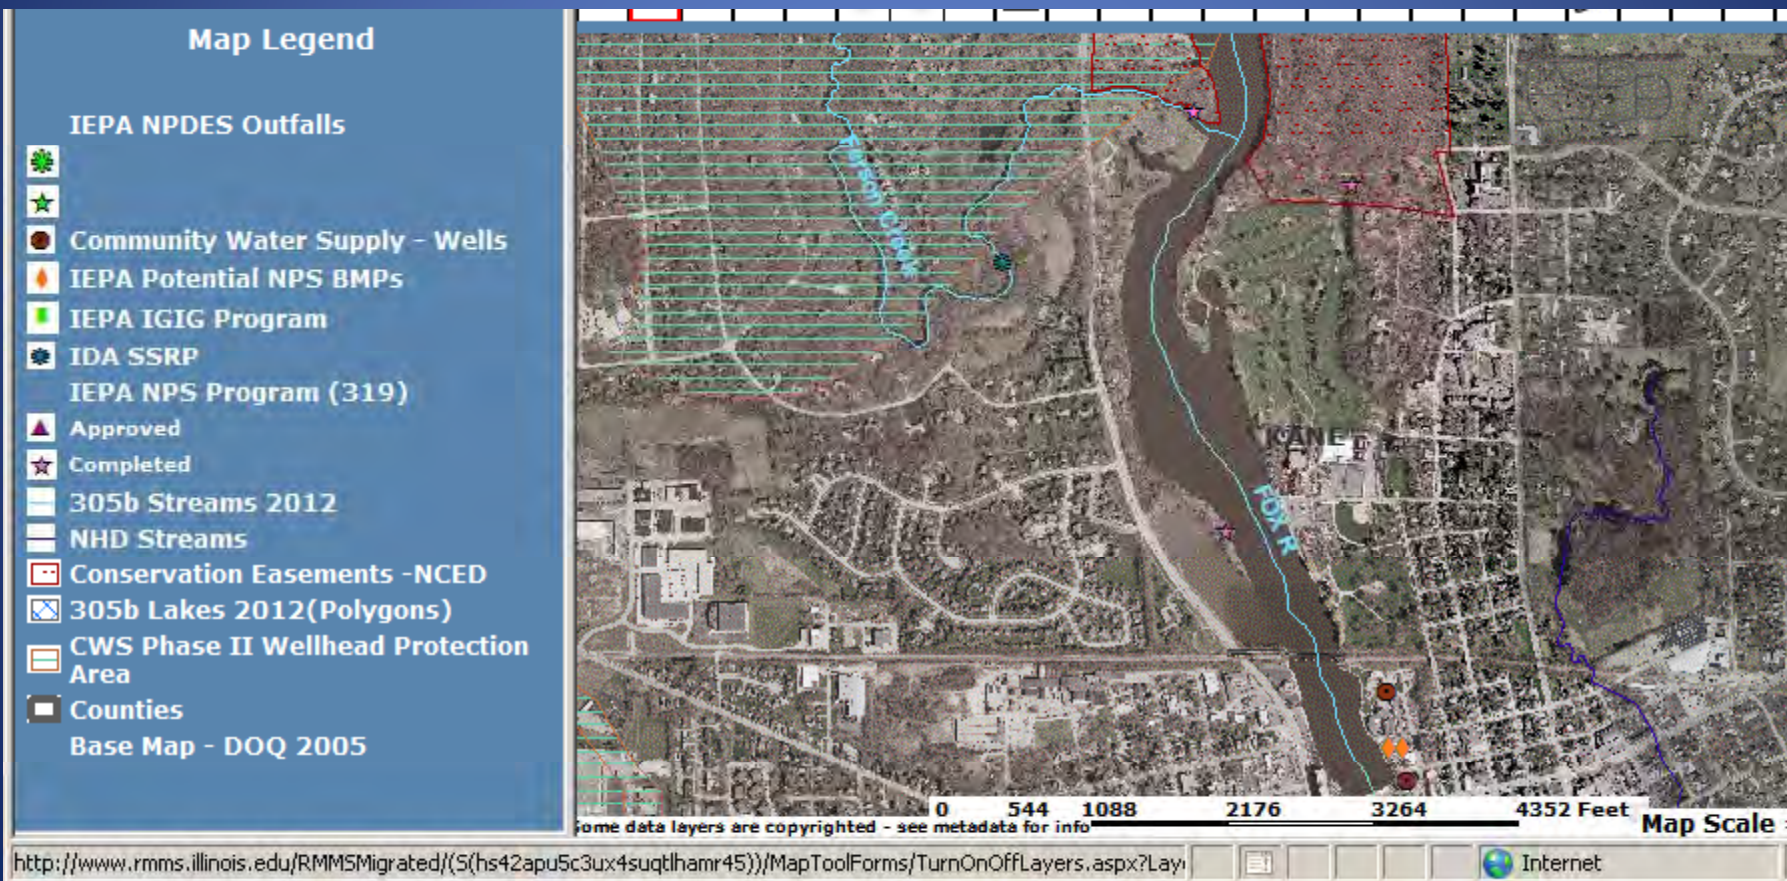 Map Legend
IEPA NPDES Outfalls
Community Water Supply - Wells
IEPA Potential NPS BMPs
IEPA IGIG Program
IDA SSRP
IEPA NPS Program (319)
Approved
Completed
305b Streams 2012
NHD Streams
Conservation Easements -NCED
305b Lakes 2012(Polygons)
CWS Phase II Wellhead Protection
Area
Counties
Base Map - DOQ 2005
Ferson Creek
KANE
FOX R
0 544 1088 2176 3264 4352 Feet
Some data layers are copyrighted - see metadata for info
Map Scale
http://www.rmms.illinois.edu/RMMSMigrated/(S(hs42apu5c3ux4suqtlhamr45))/MapToolForms/TurnOnOffLayers.aspx?Lay
Internet